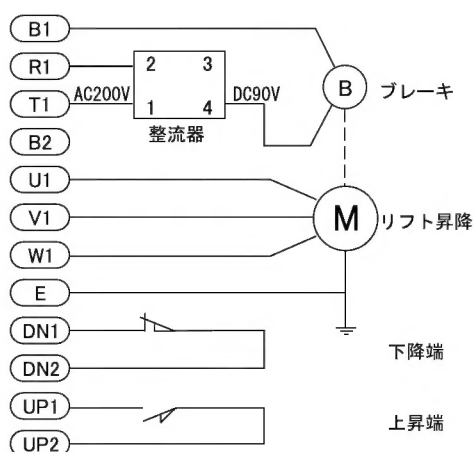 B1
R1
2 3
T1
AC200V
1 4
DC90V
B
ブレーキ
整流器
B2
U1
V1
M
リフト昇降
W1
E
DN1
下降端
DN2
UP1
上昇端
UP2